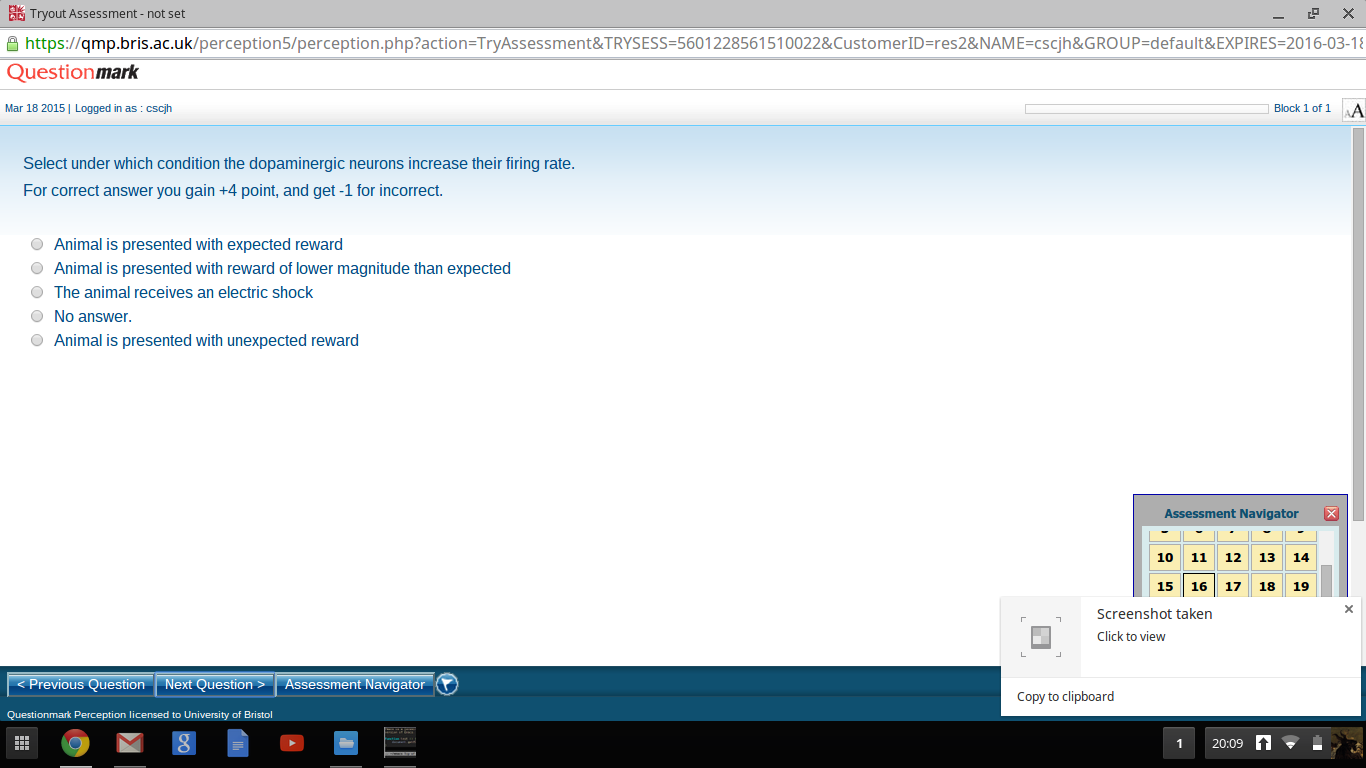 Tryout Assessment - not set
https://qmp.bris.ac.uk/perception5/perception.php?action=TryAssessment&TRYSESS=5601228561510022&CustomerID=res2&NAME=cscjh&GROUP=default&EXPIRES=2016-03-18
Questionmark
Mar 18 2015 | Logged in as : cscjh
Block 1 of 1
AA
Select under which condition the dopaminergic neurons increase their firing rate.
For correct answer you gain +4 point, and get -1 for incorrect.
Animal is presented with expected reward
Animal is presented with reward of lower magnitude than expected
The animal receives an electric shock
No answer.
Animal is presented with unexpected reward
Assessment Navigator
10 11 12 13 14
15 16 17 18 19
Screenshot taken
Click to view
Copy to clipboard
< Previous Question Next Question > Assessment Navigator
Questionmark Perception licensed to University of Bristol
8
1
20:09